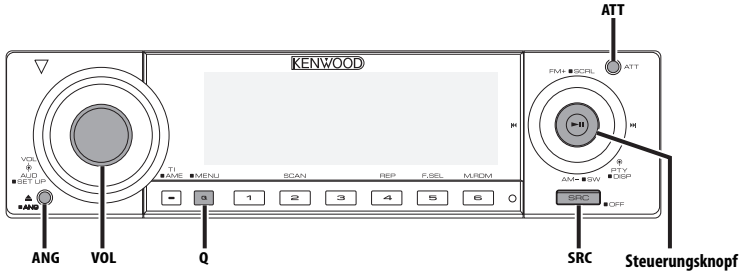 ATT
KENWOOD
ATT
FM+ ■SCRL
VOL
AUD
■SET UP
TI
■AME
■MENU
SCAN
REP
F.SEL
M.RDM
AM– ■SW
PTY
■DISP
■ANG
Q
1
2
3
4
5
6
SRC
■OFF
ANG
VOL
Q
SRC
Steuerungsknopf